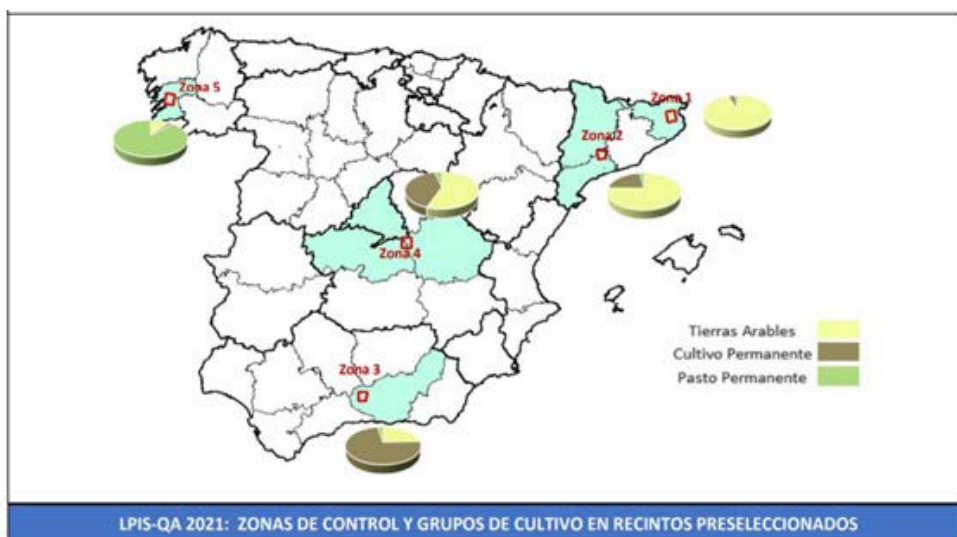 Zona 5
Zona 1
Zona 2
Zona 4
Zona 3
Tierras Arables
Cultivo Permanente
Pasto Permanente
LPIS-QA 2021: ZONAS DE CONTROL Y GRUPOS DE CULTIVO EN RECINTOS PRESELECCIONADOS